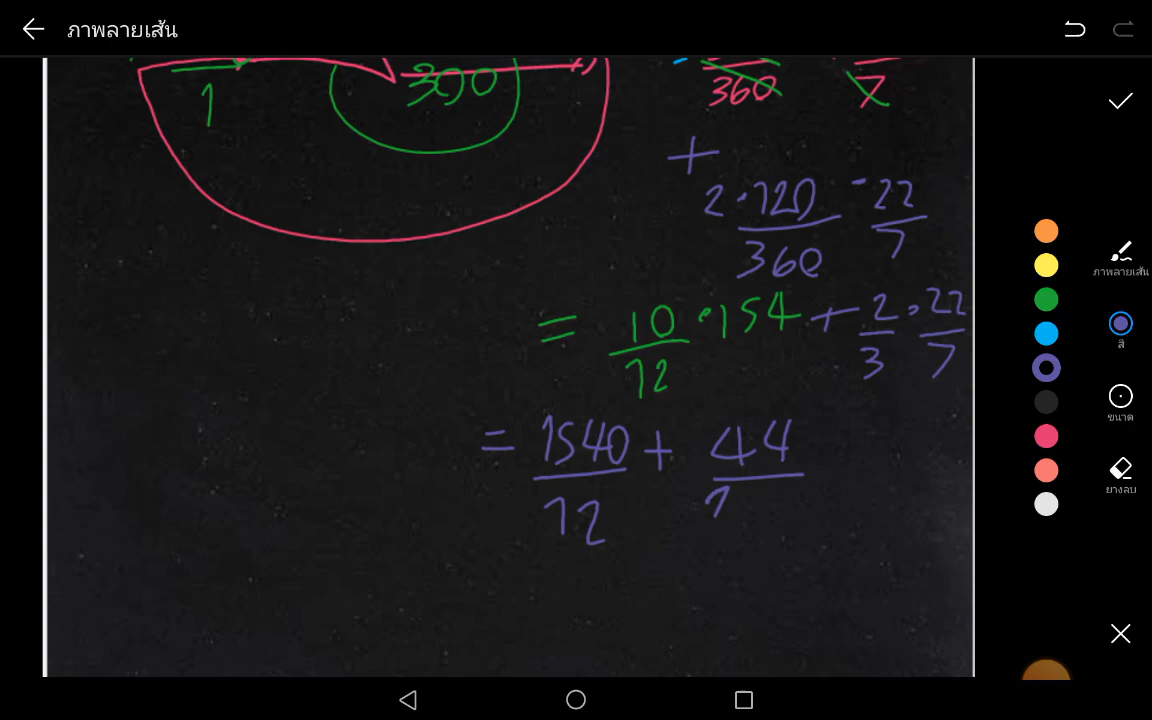 ภาพลายเส้น
1
300
360
7
+
2·120/360 · 22/7
= 10/12 · 154 + 2/3 · 22/7
= 1540/12 + 44/2
ภาพลายเส้น
สี
ขนาด
ยางลบ